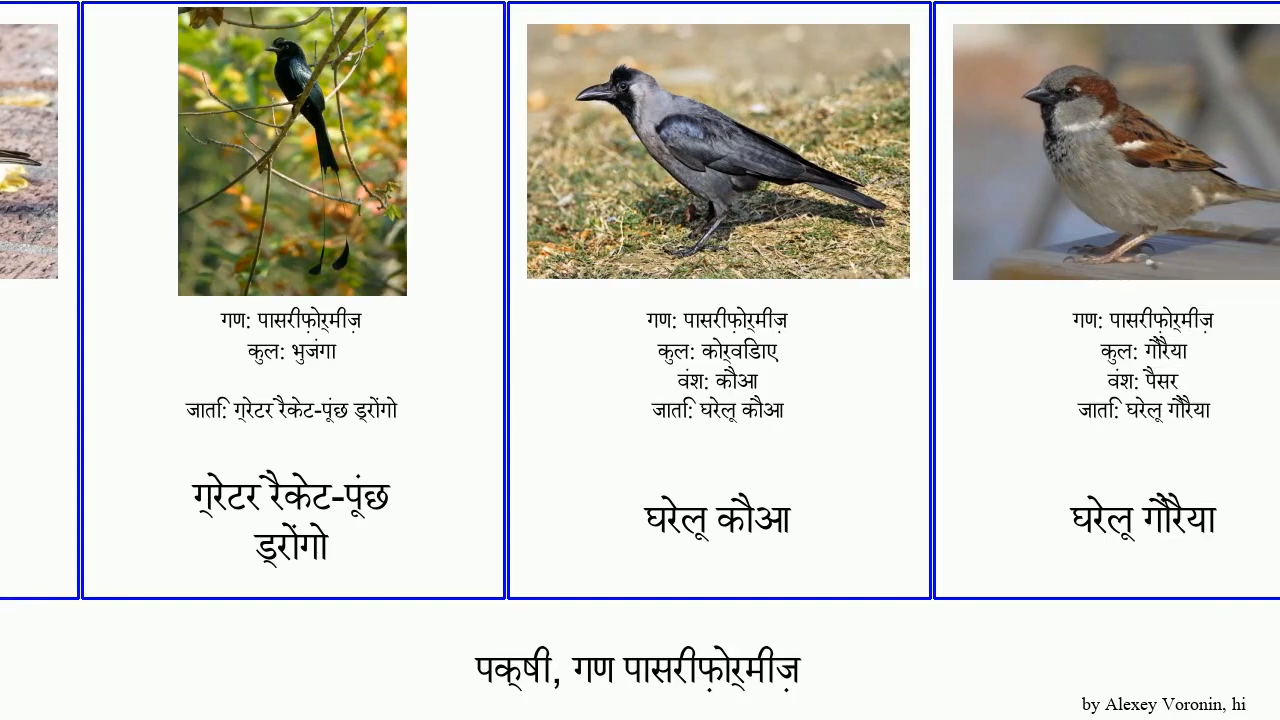 गण: पासरीफ़ोर्मीज़
कुल: भुजंगा
जाति: ग्रेटर रैकेट-पूंछ ड्रोंगो
ग्रेटर रैकेट-पूंछ
ड्रोंगो
गण: पासरीफ़ोर्मीज़
कुल: कोर्वडिाए
वंश: कौआ
जाति: घरेलू कौआ
घरेलू कौआ
गण: पासरीफ़ोर्मीज़
कुल: गौरैया
वंश: पैसर
जाति: घरेलू गौरैया
घरेलू गौरैया
पक्षी, गण पासरीफ़ोर्मीज़
by Alexey Voronin, hi